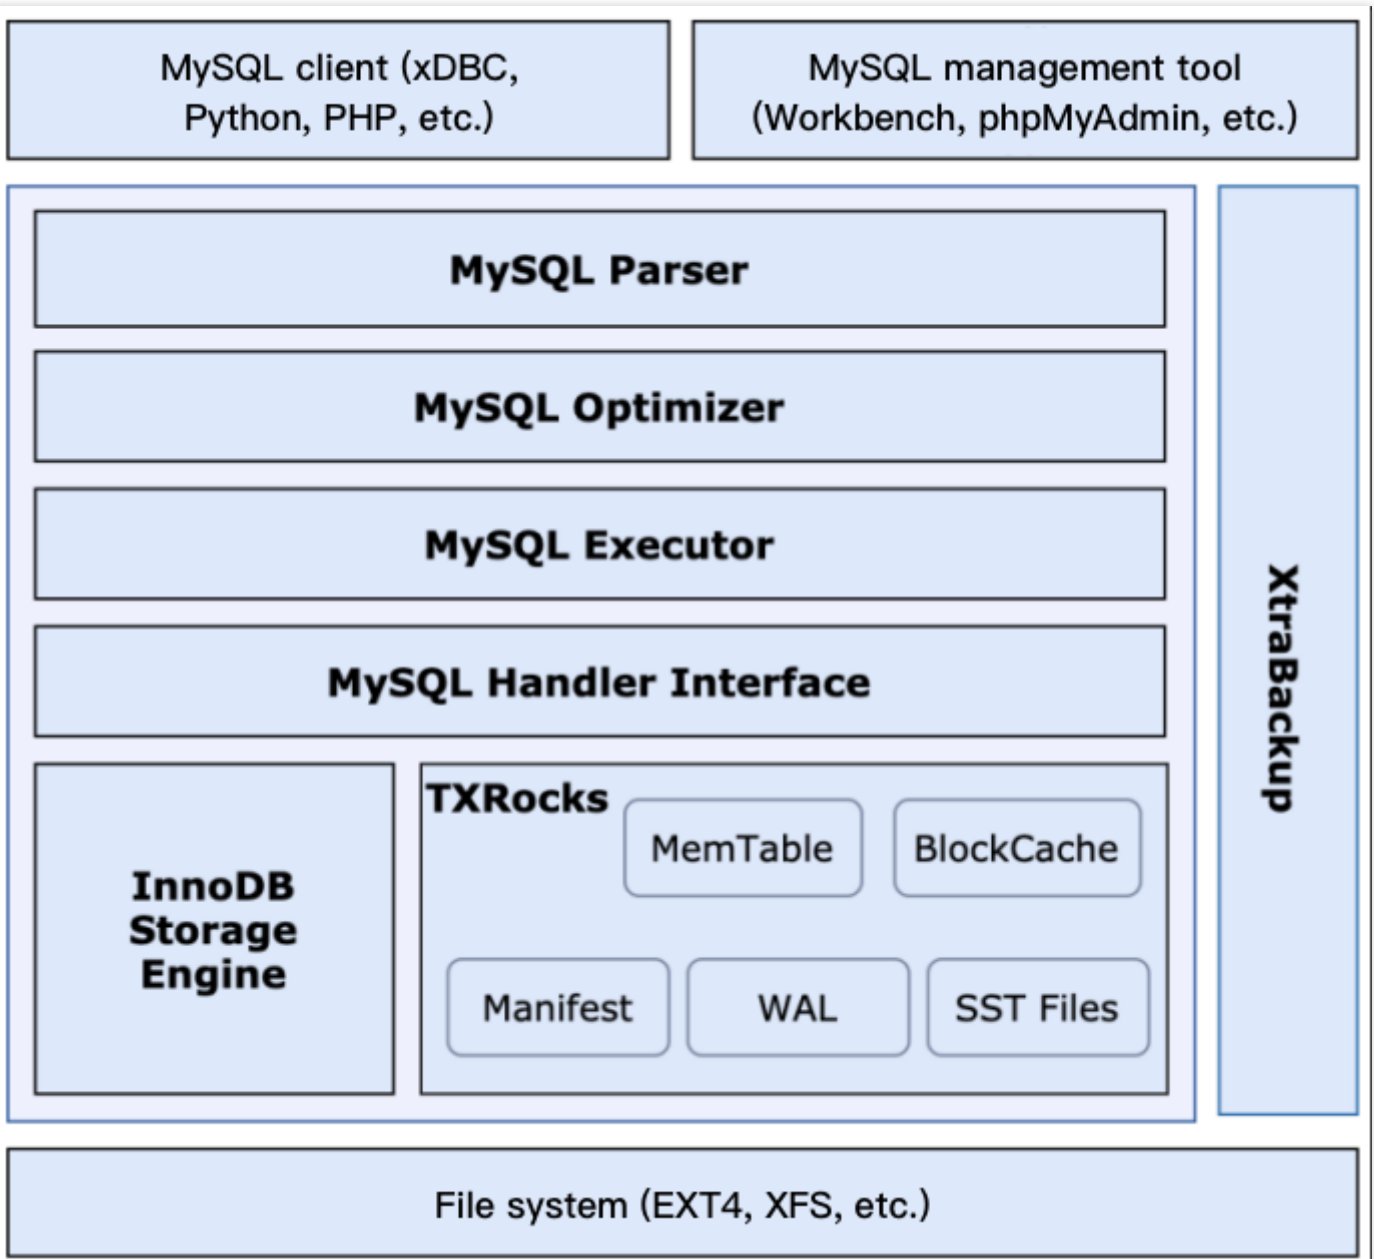 MySQL client (xDBC,
Python, PHP, etc.)
MySQL management tool
(Workbench, phpMyAdmin, etc.)
MySQL Parser
MySQL Optimizer
MySQL Executor
MySQL Handler Interface
InnoDB
Storage
Engine
TXRocks
MemTable
BlockCache
Manifest
WAL
SST Files
XtraBackup
File system (EXT4, XFS, etc.)